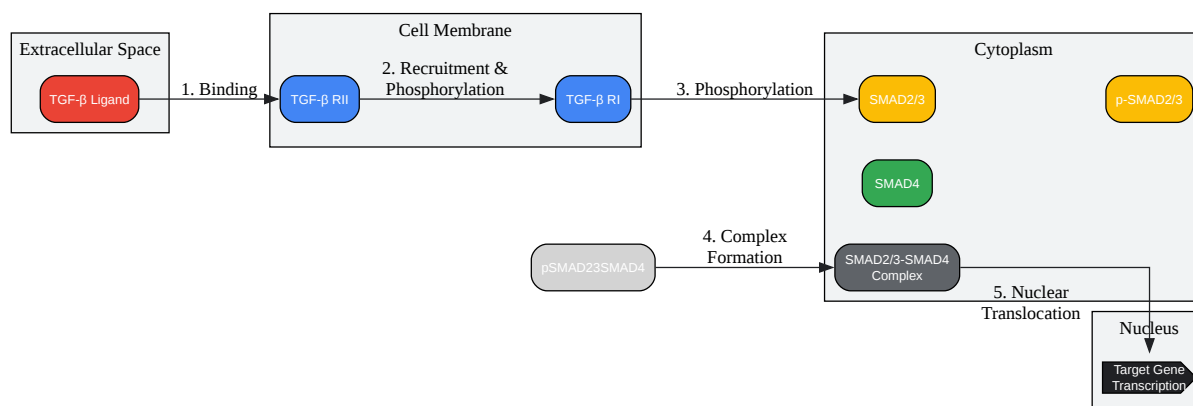 Extracellular Space
TGF-β Ligand
1. Binding
Cell Membrane
TGF-β RII
2. Recruitment &
Phosphorylation
TGF-β RI
3. Phosphorylation
Cytoplasm
SMAD2/3
p-SMAD2/3
SMAD4
pSMAD23SMAD4
4. Complex
Formation
SMAD2/3-SMAD4
Complex
5. Nuclear
Translocation
Nucleus
Target Gene
Transcription